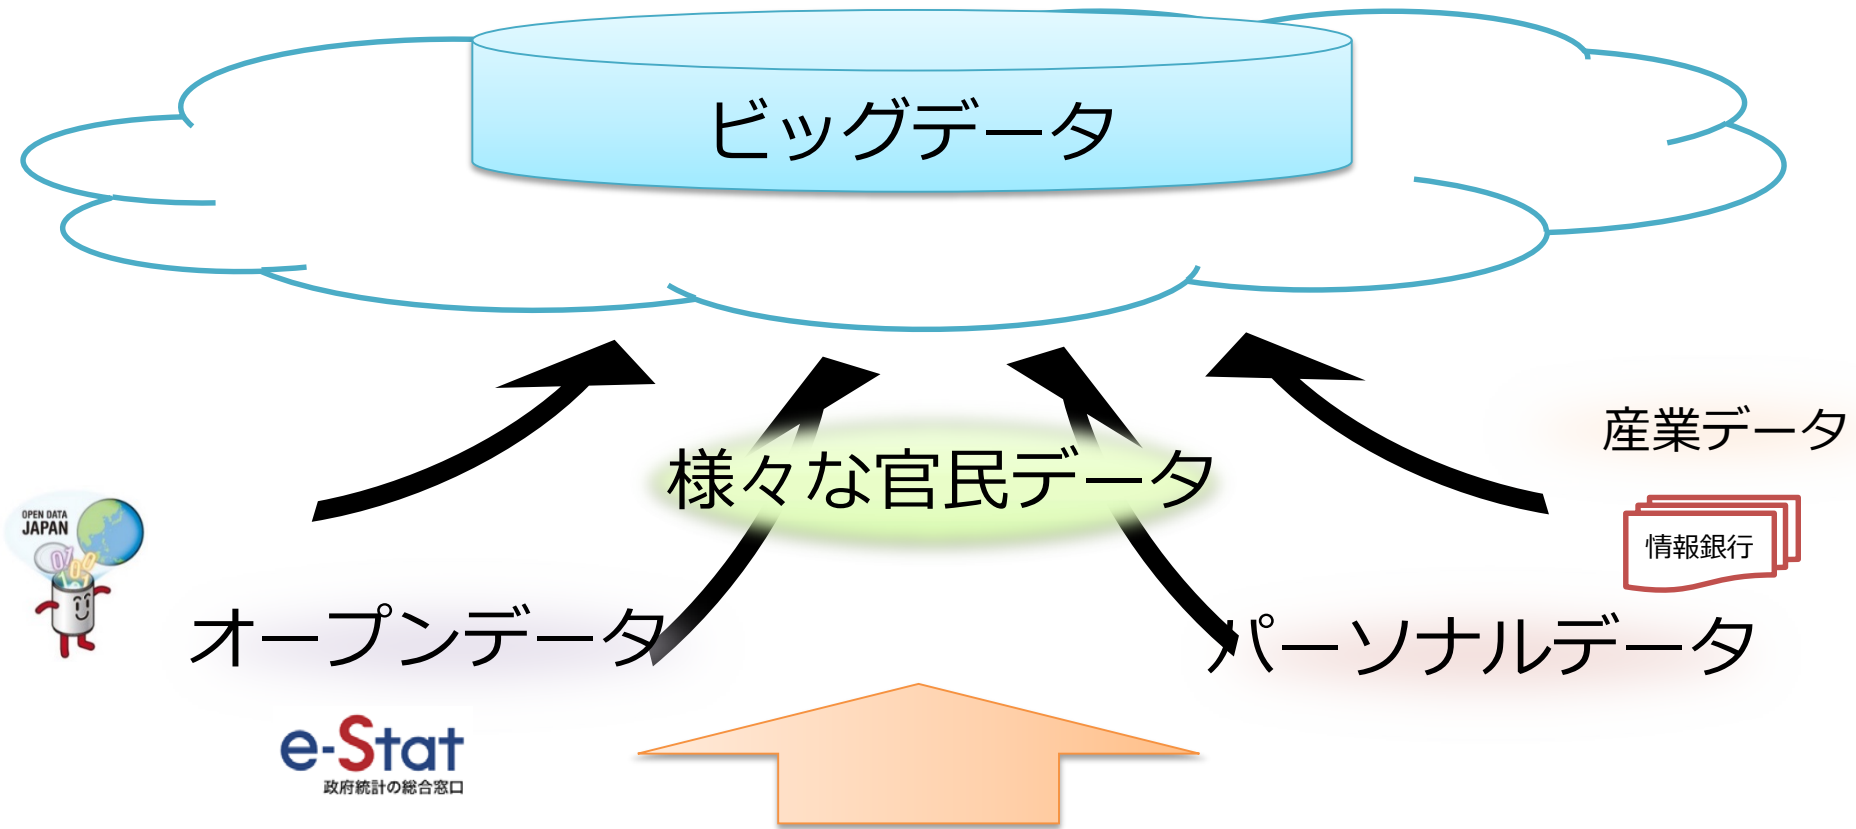 ビッグデータ
産業データ
様々な官民データ
OPEN DATA
JAPAN
情報銀行
オープンデータ
パーソナルデータ
e-Stat
政府統計の総合窓口